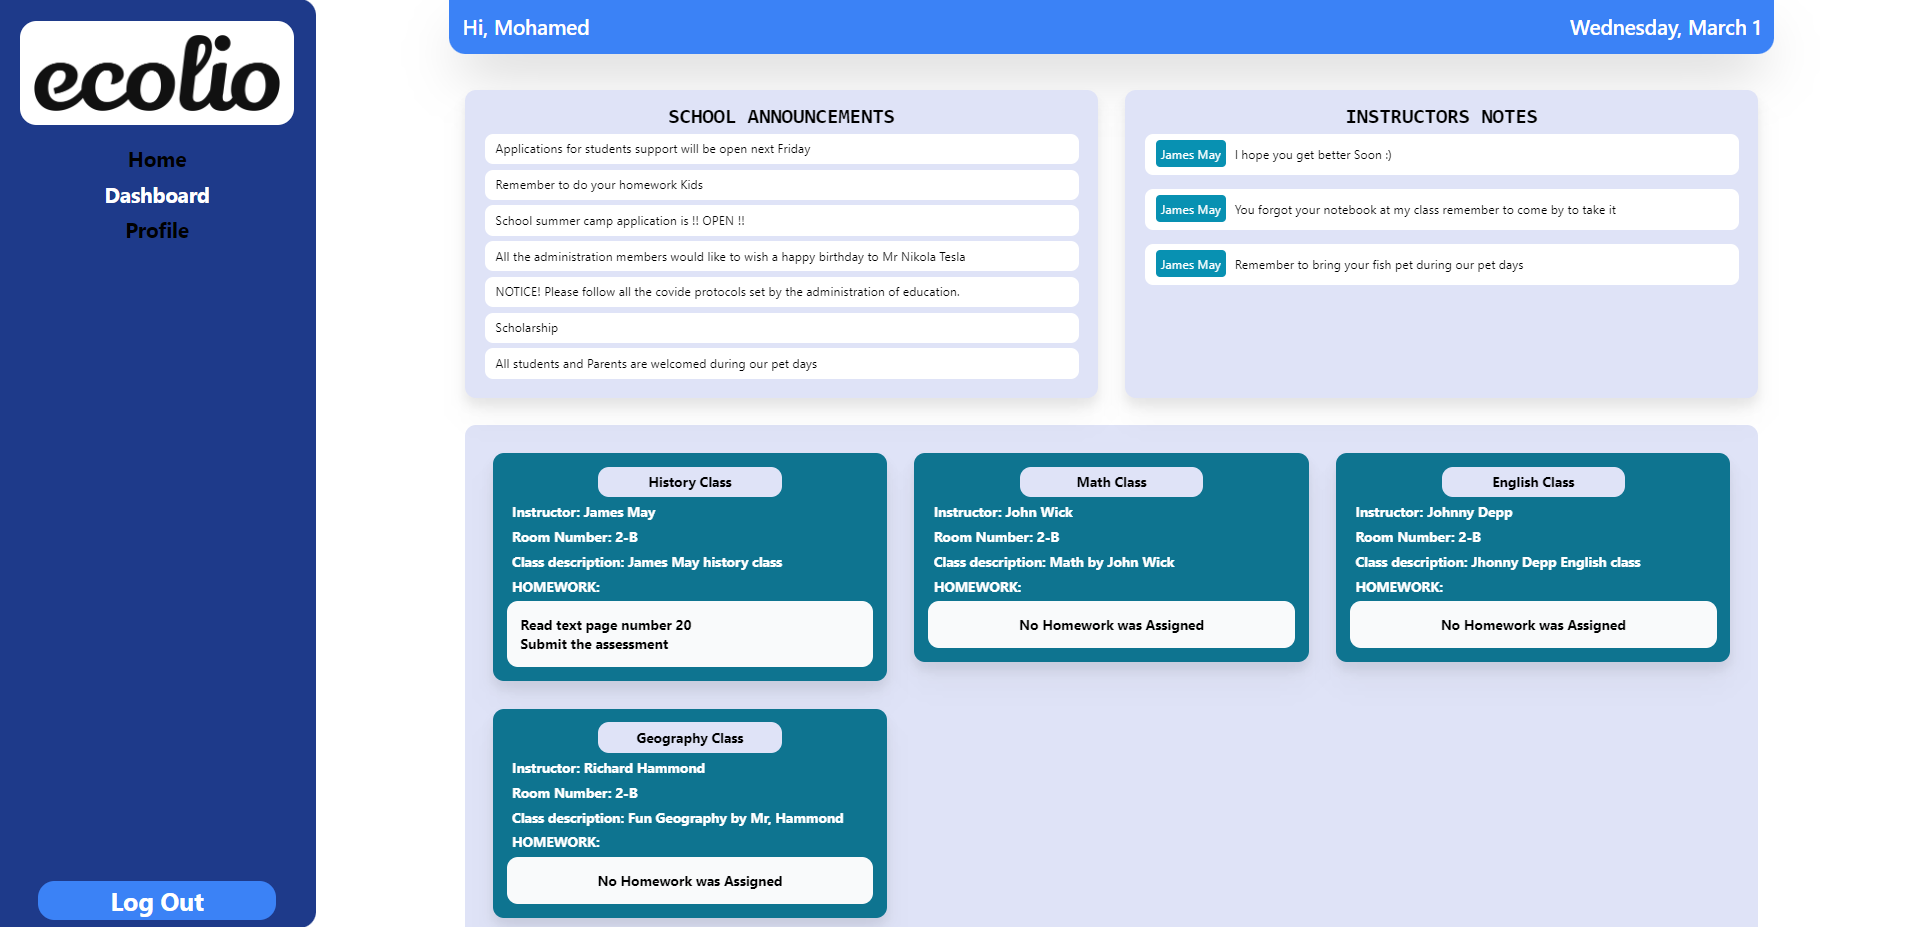 ecolio
Home
Dashboard
Profile
Log Out
Hi, Mohamed
Wednesday, March 1
SCHOOL ANNOUNCEMENTS
Applications for students support will be open next Friday
Remember to do your homework Kids
School summer camp application is !! OPEN !!
All the administration members would like to wish a happy birthday to Mr Nikola Tesla
NOTICE! Please follow all the covide protocols set by the administration of education.
Scholarship
All students and Parents are welcomed during our pet days
INSTRUCTORS NOTES
James May I hope you get better Soon :)
James May You forgot your notebook at my class remember to come by to take it
James May Remember to bring your fish pet during our pet days
History Class
Instructor: James May
Room Number: 2-B
Class description: James May history class
HOMEWORK:
Read text page number 20
Submit the assessment
Math Class
Instructor: John Wick
Room Number: 2-B
Class description: Math by John Wick
HOMEWORK:
No Homework was Assigned
English Class
Instructor: Johnny Depp
Room Number: 2-B
Class description: Jhonny Depp English class
HOMEWORK:
No Homework was Assigned
Geography Class
Instructor: Richard Hammond
Room Number: 2-B
Class description: Fun Geography by Mr, Hammond
HOMEWORK:
No Homework was Assigned